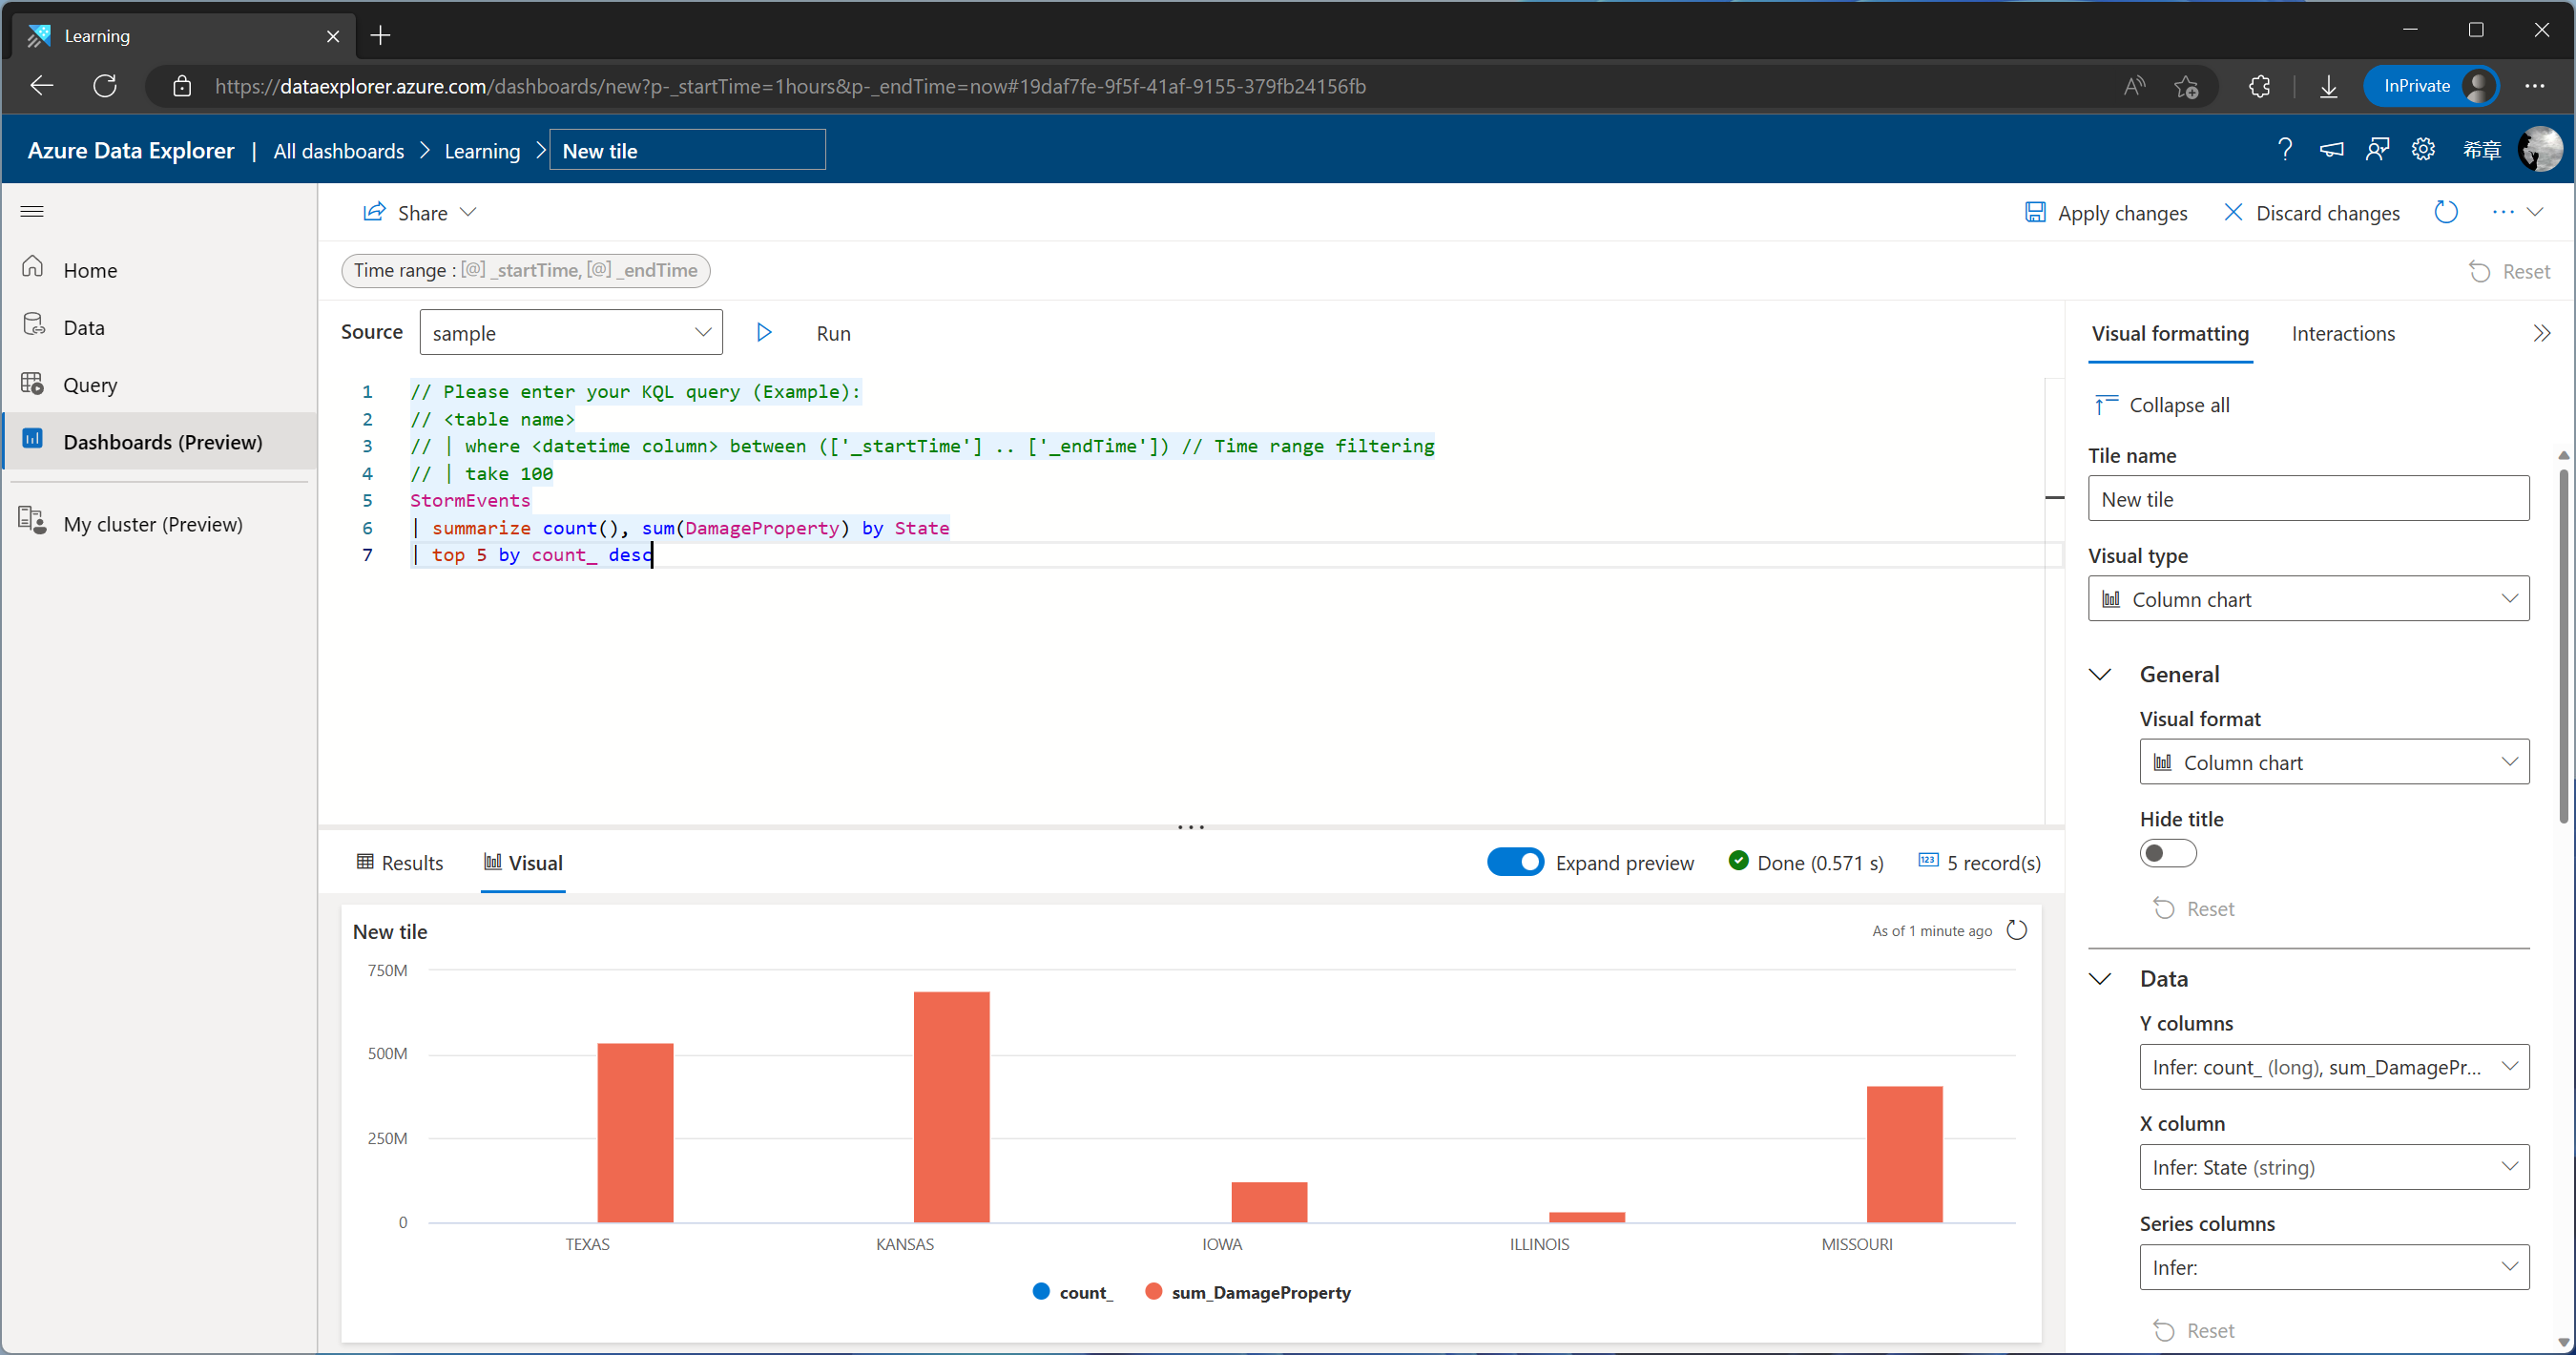 Learning
https://dataexplorer.azure.com/dashboards/new?p-_startTime=1hours&p-_endTime=now#19daf7fe-9f5f-41af-9155-379fb24156fb
InPrivate
Azure Data Explorer | All dashboards > Learning > New tile
希章
Share
Apply changes
Discard changes
Home
Data
Query
Dashboards (Preview)
My cluster (Preview)
Time range : [@] _startTime, [@] _endTime
Reset
Source
sample
Run
1 // Please enter your KQL query (Example):
2 // <table name>
3 // | where <datetime column> between (['_startTime'] .. ['_endTime']) // Time range filtering
4 // | take 100
5 StormEvents
6 | summarize count(), sum(DamageProperty) by State
7 | top 5 by count_ desc
Results
Visual
Expand preview
Done (0.571 s)
123
5 record(s)
New tile
As of 1 minute ago
750M
500M
250M
0
TEXAS
KANSAS
IOWA
ILLINOIS
MISSOURI
count_
sum_DamageProperty
Visual formatting
Interactions
Collapse all
Tile name
New tile
Visual type
Column chart
General
Visual format
Column chart
Hide title
Reset
Data
Y columns
Infer: count_ (long), sum_DamagePr...
X column
Infer: State (string)
Series columns
Infer:
Reset